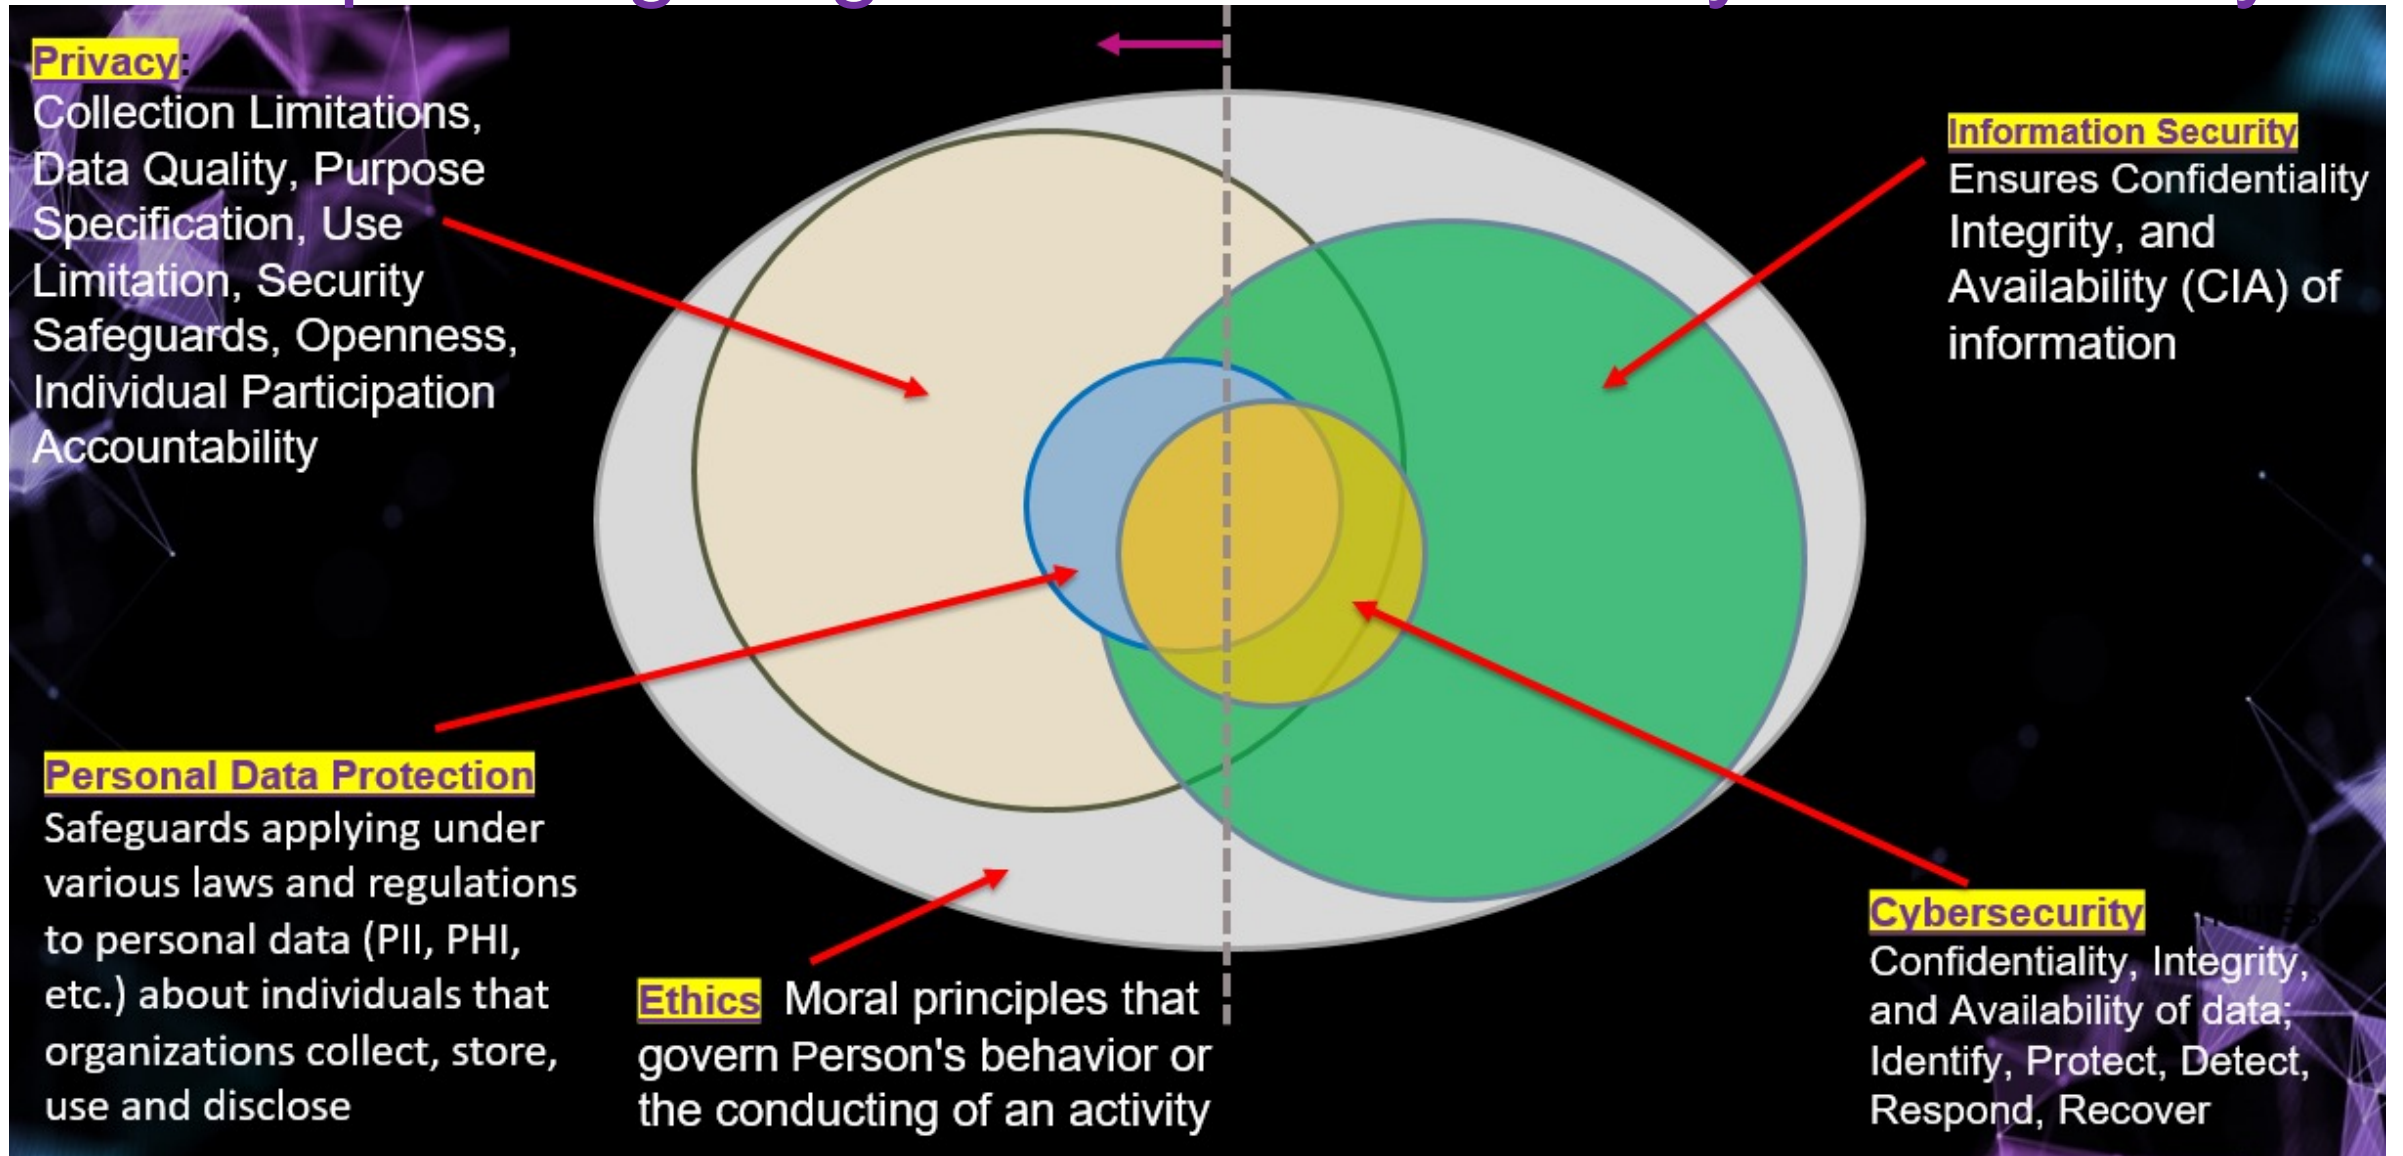 Privacy:
Collection Limitations,
Data Quality, Purpose
Specification, Use
Limitation, Security
Safeguards, Openness,
Individual Participation
Accountability
Information Security
Ensures Confidentiality
Integrity, and
Availability (CIA) of
information
Personal Data Protection
Safeguards applying under
various laws and regulations
to personal data (PII, PHI,
etc.) about individuals that
organizations collect, store,
use and disclose
Ethics Moral principles that
govern Person's behavior or
the conducting of an activity
Cybersecurity
Confidentiality, Integrity,
and Availability of data;
Identify, Protect, Detect,
Respond, Recover